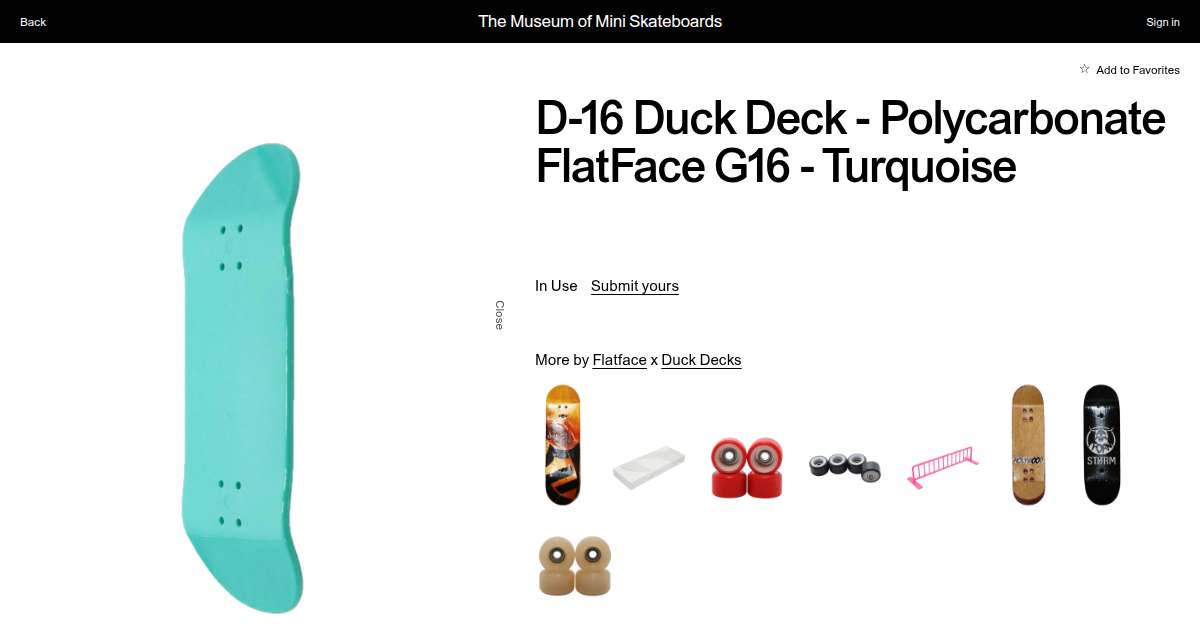 Back
The Museum of Mini Skateboards
Sign in
☆ Add to Favorites
D-16 Duck Deck - Polycarbonate
FlatFace G16 - Turquoise
In Use Submit yours
Close
More by Flatface x Duck Decks
STØRM